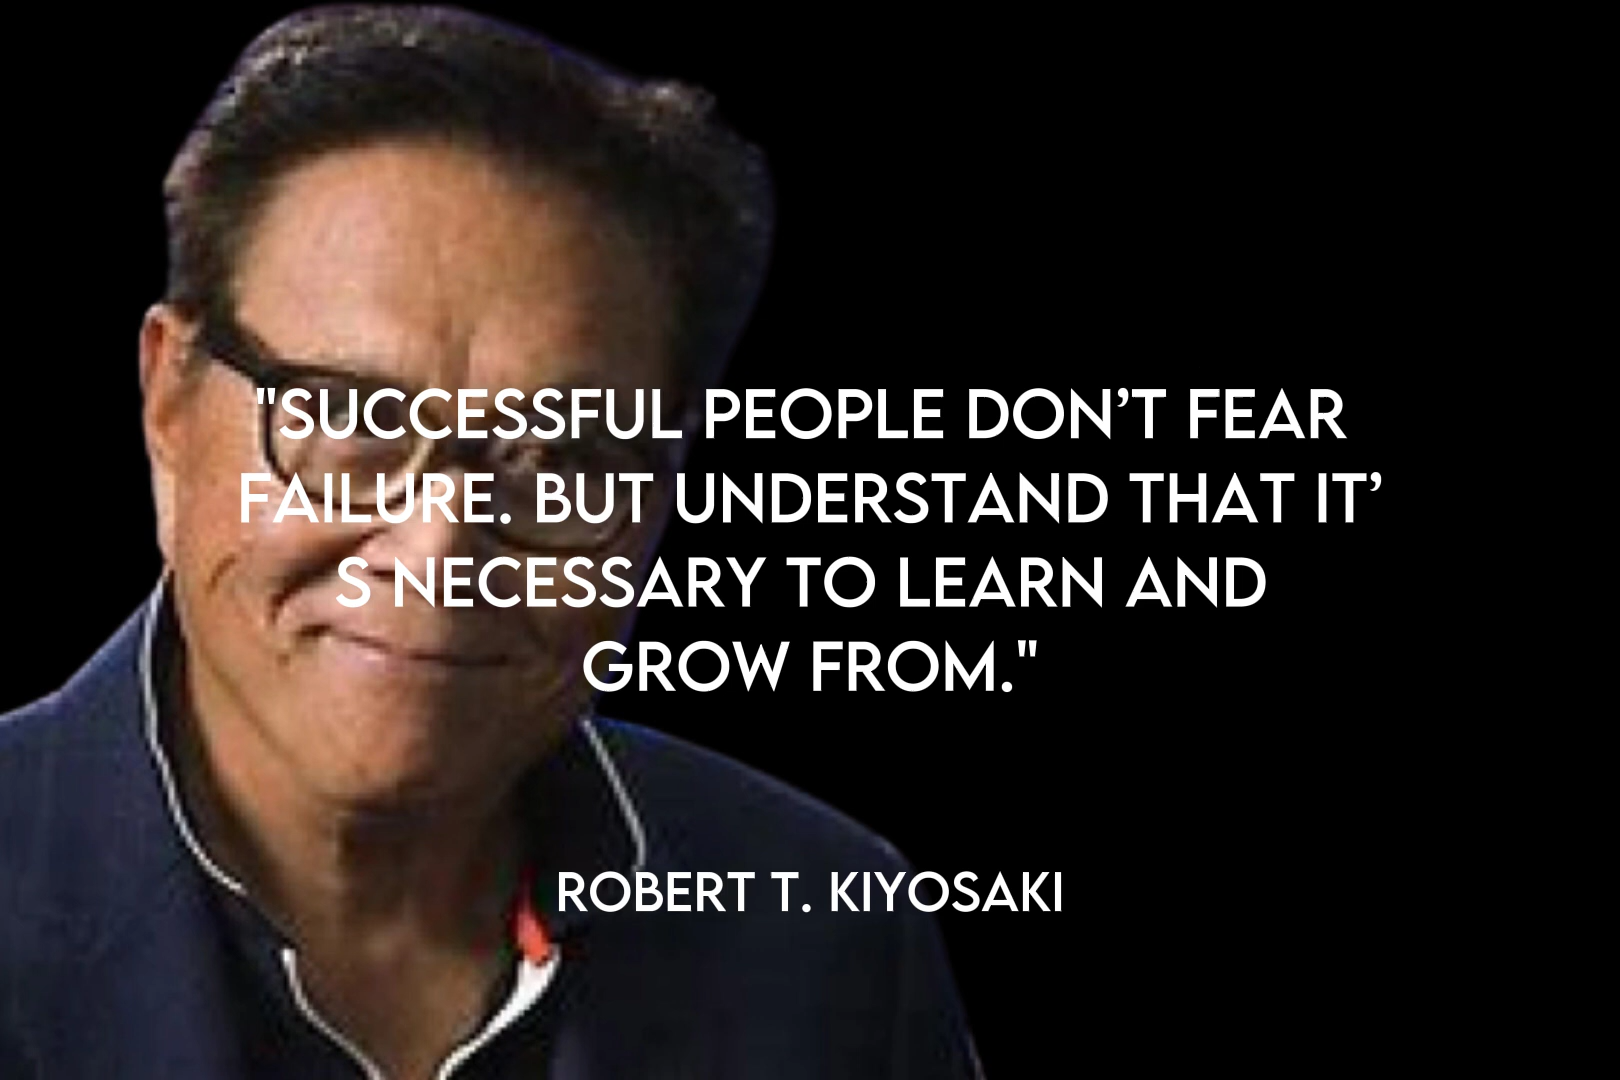 "SUCCESSFUL PEOPLE DON’T FEAR
FAILURE. BUT UNDERSTAND THAT IT’
S NECESSARY TO LEARN AND
GROW FROM."
ROBERT T. KIYOSAKI